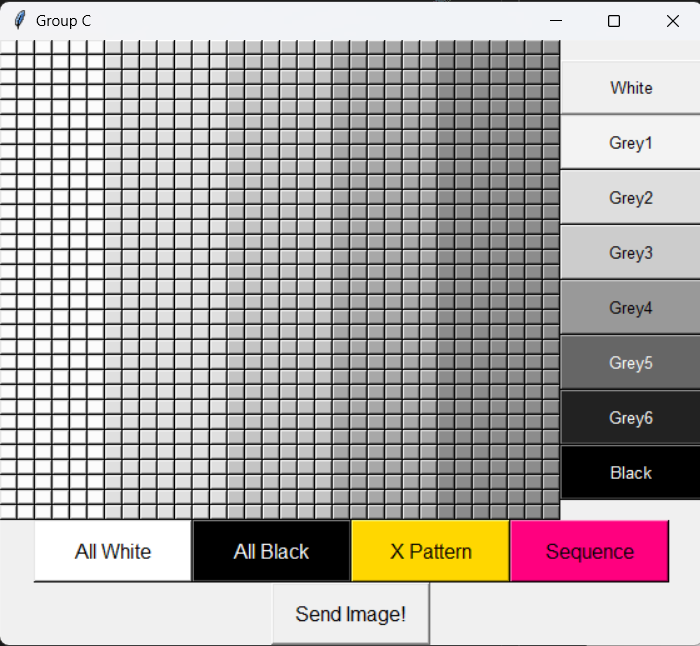 Group C
White
Grey1
Grey2
Grey3
Grey4
Grey5
Grey6
Black
All White
All Black
X Pattern
Sequence
Send Image!